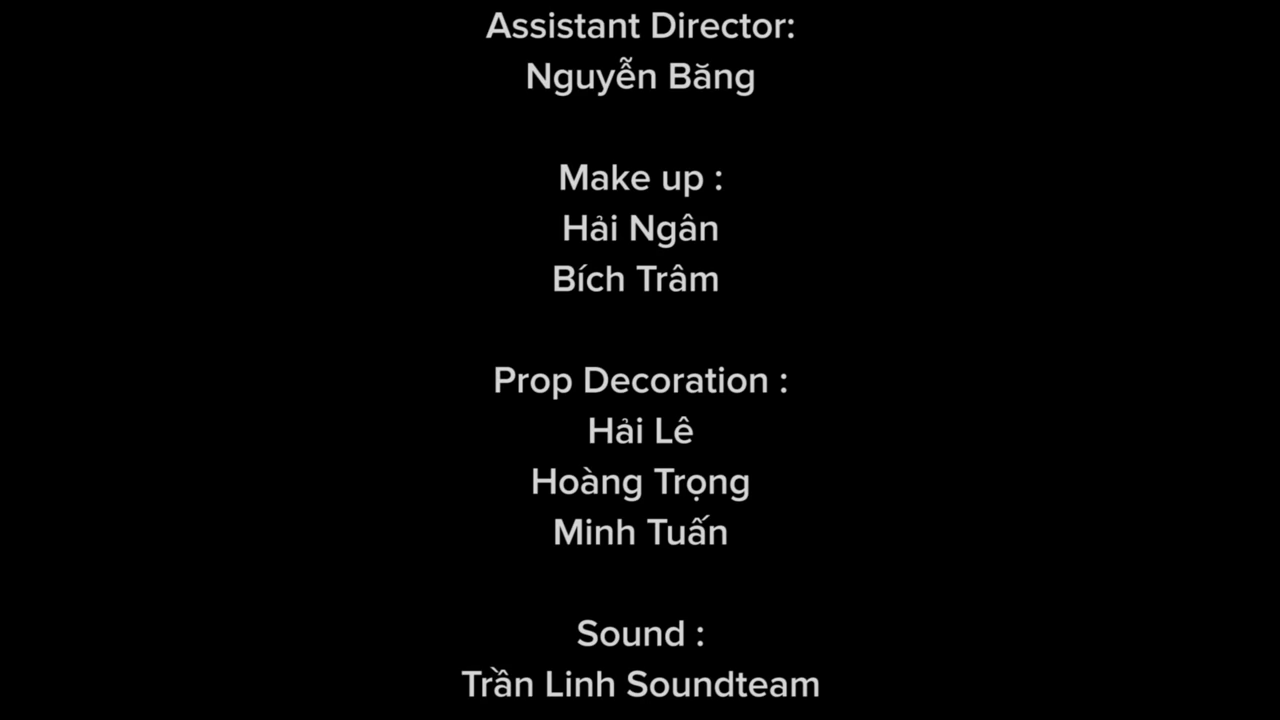 Assistant Director:
Nguyễn Băng
Make up :
Hải Ngân
Bích Trâm
Prop Decoration :
Hải Lê
Hoàng Trọng
Minh Tuấn
Sound :
Trần Linh Soundteam